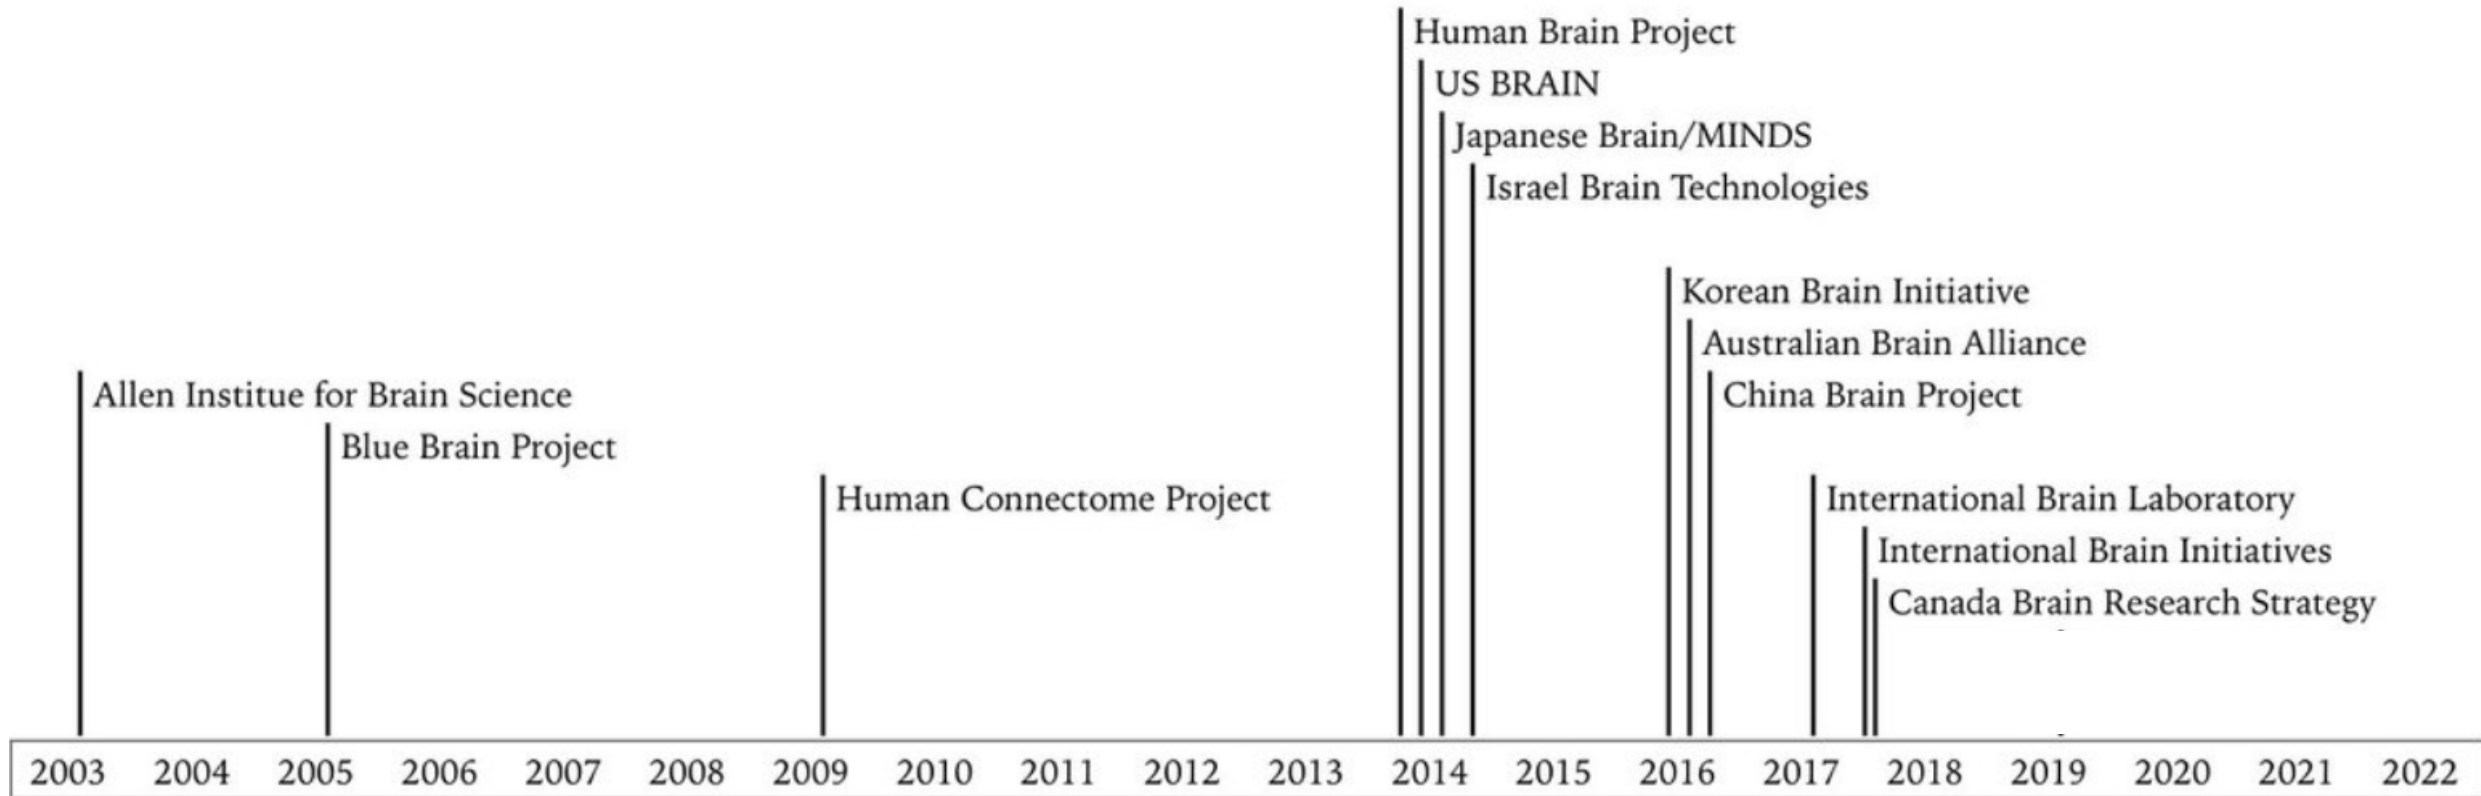 Human Brain Project
US BRAIN
Japanese Brain/MINDS
Israel Brain Technologies
Korean Brain Initiative
Australian Brain Alliance
China Brain Project
Allen Institue for Brain Science
Blue Brain Project
Human Connectome Project
International Brain Laboratory
International Brain Initiatives
Canada Brain Research Strategy
2003 2004 2005 2006 2007 2008 2009 2010 2011 2012 2013 2014 2015 2016 2017 2018 2019 2020 2021 2022